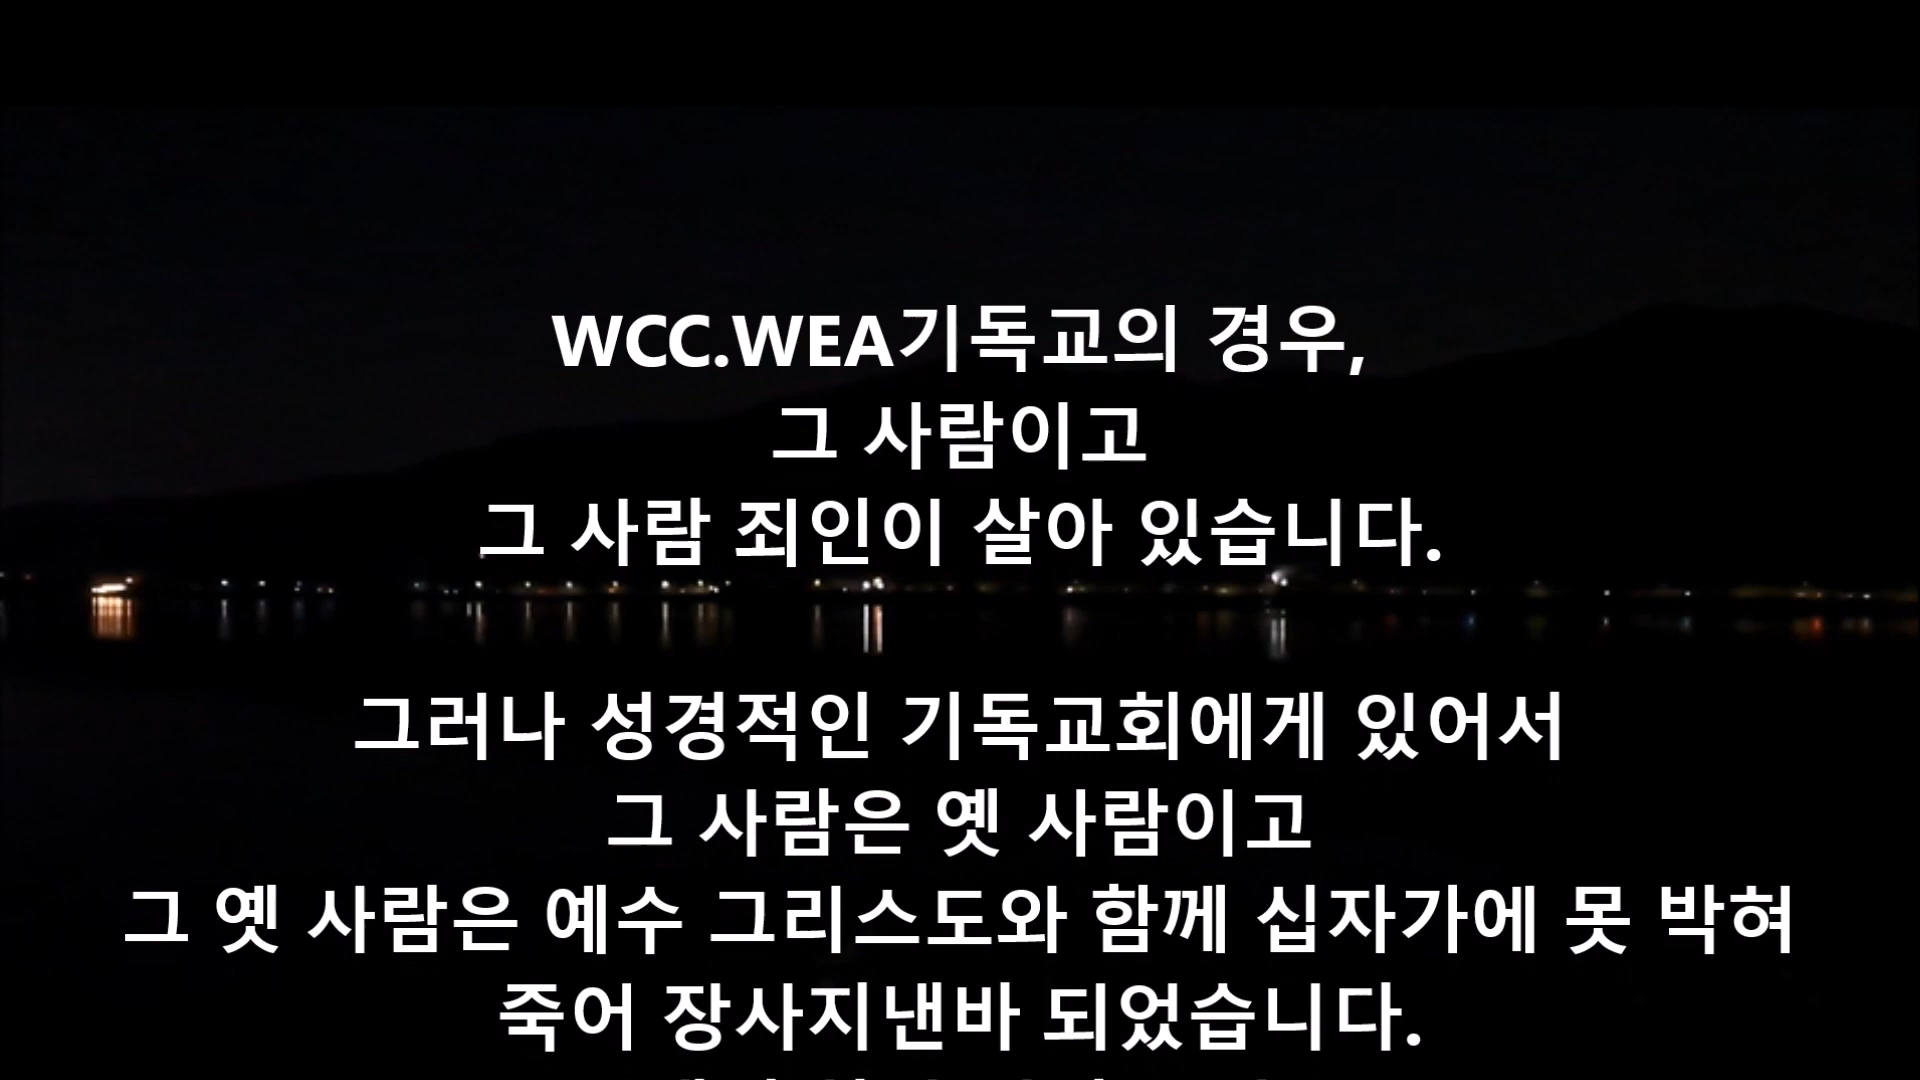 WCC.WEA기독교의 경우,
그 사람이고
그 사람 죄인이 살아 있습니다.
그러나 성경적인 기독교회에게 있어서
그 사람은 옛 사람이고
그 옛 사람은 예수 그리스도와 함께 십자가에 못 박혀
죽어 장사지낸바 되었습니다.